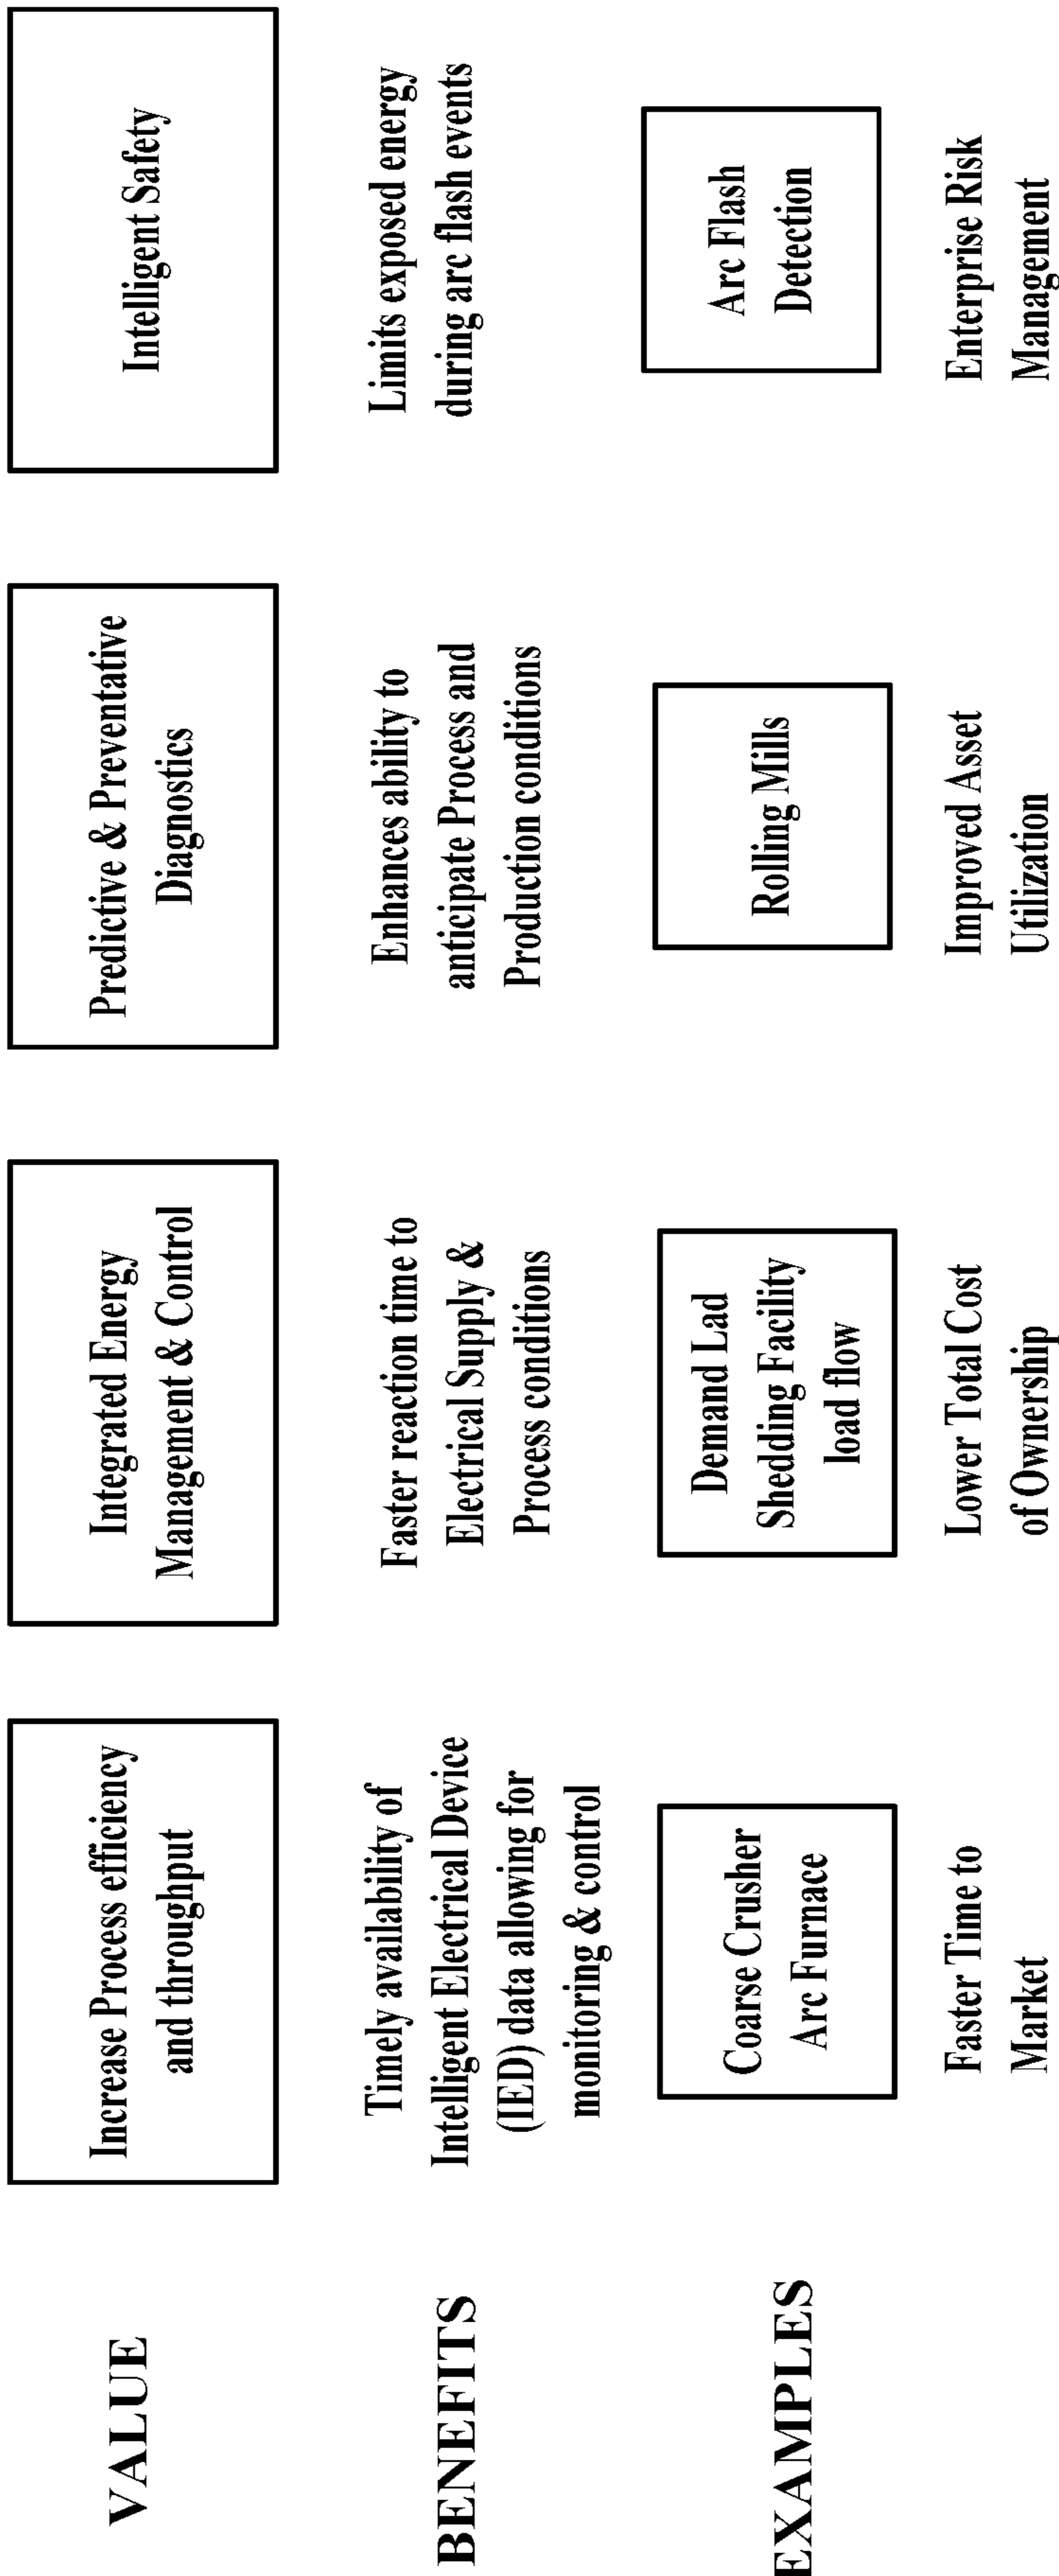 VALUE
Increase Process efficiency
and throughput
Integrated Energy
Management & Control
Predictive & Preventative
Diagnostics
Intelligent Safety
BENEFITS
Timely availability of
Intelligent Electrical Device
(IED) data allowing for
monitoring & control
Faster reaction time to
Electrical Supply &
Process conditions
Enhances ability to
anticipate Process and
Production conditions
Limits exposed energy
during arc flash events
EXAMPLES
Coarse Crusher
Arc Furnace
Demand Lad
Shedding Facility
load flow
Rolling Mills
Arc Flash
Detection
Faster Time to
Market
Lower Total Cost
of Ownership
Improved Asset
Utilization
Enterprise Risk
Management